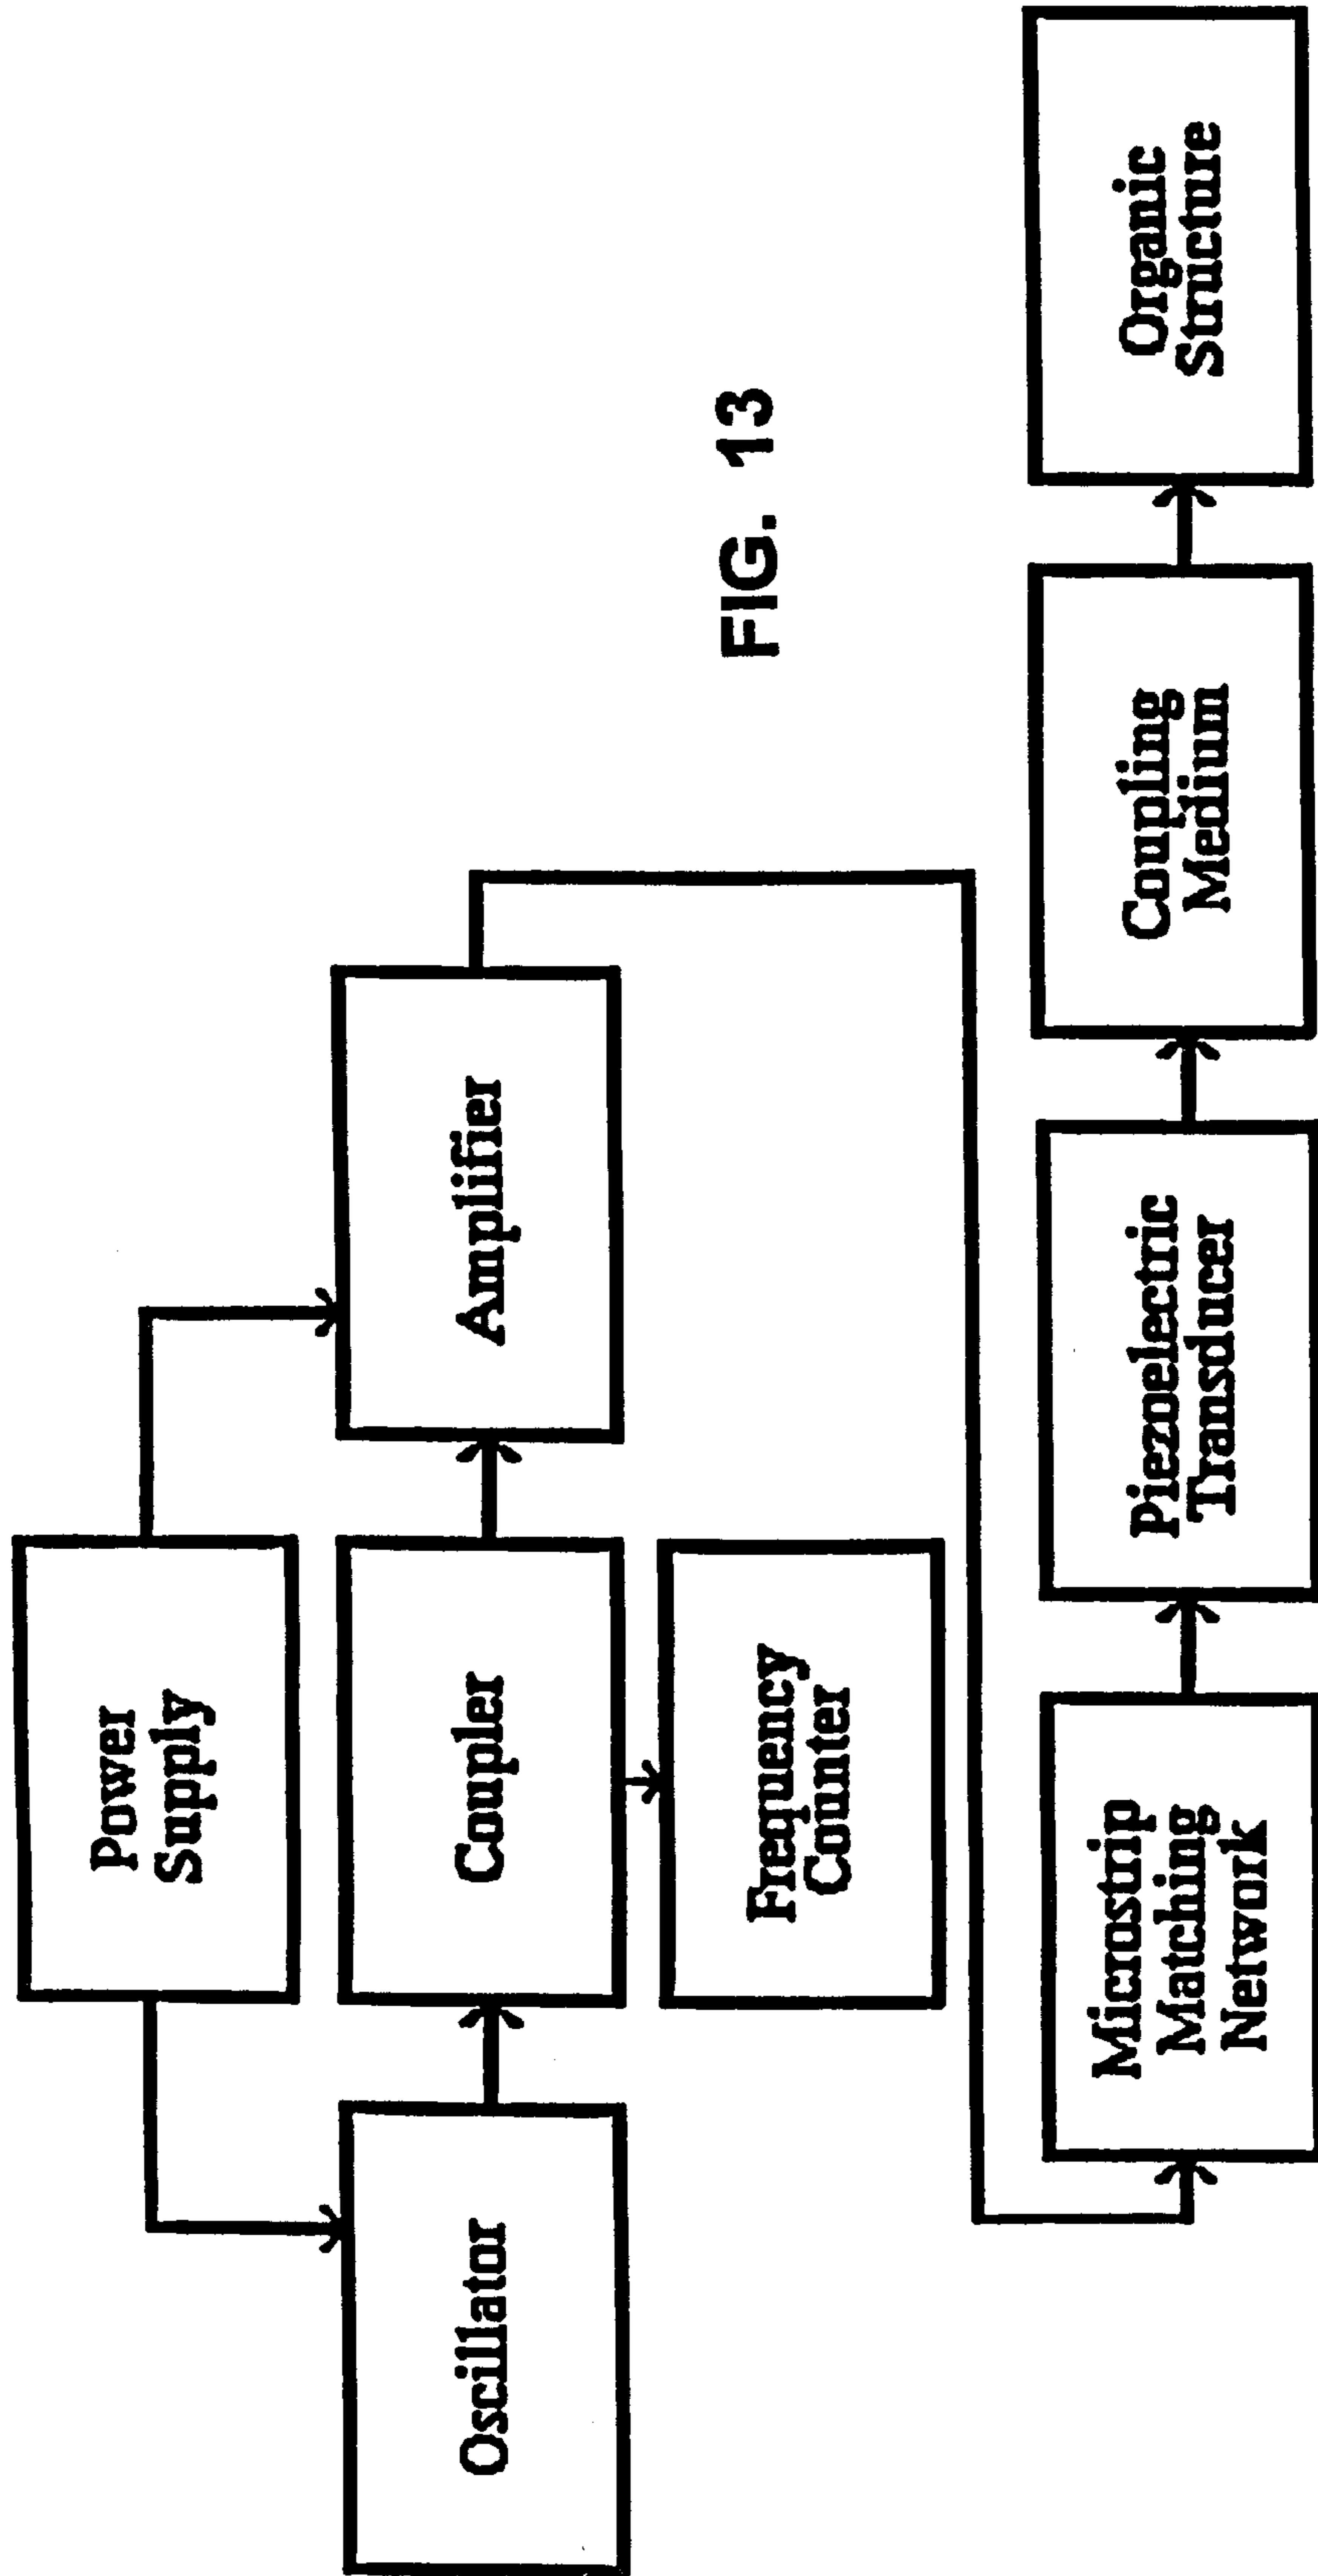 Power
Supply
Oscillator
Coupler
Amplifier
Frequency
Counter
FIG. 13
Microstrip
Matching
Network
Piezoelectric
Transducer
Coupling
Medium
Organic
Structure